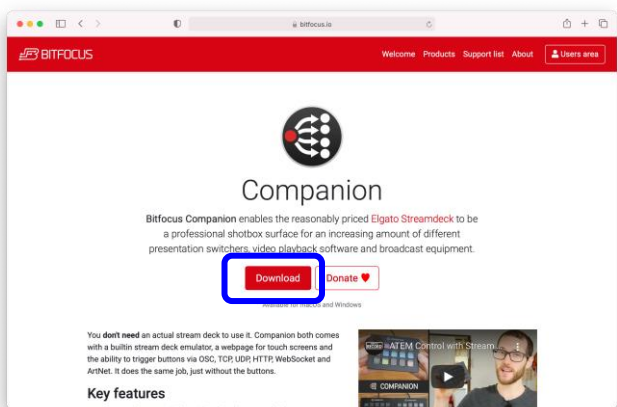 bitfocus.io
BITFOCUS
Welcome Products Support list About Users area
Companion
Bitfocus Companion enables the reasonably priced Elgato Streamdeck to be
a professional shotbox surface for an increasing amount of different
presentation switchers, video playback software and broadcast equipment.
Download Donate
Available for macOS and Windows
You don't need an actual stream deck to use it. Companion both comes
with a builtin stream deck emulator, a webpage for touch screens and
the ability to trigger buttons via OSC, TCP, UDP, HTTP, WebSocket and
ArtNet. It does the same job, just without the buttons.
Key features
ATEM Control with Stream
COMPANION